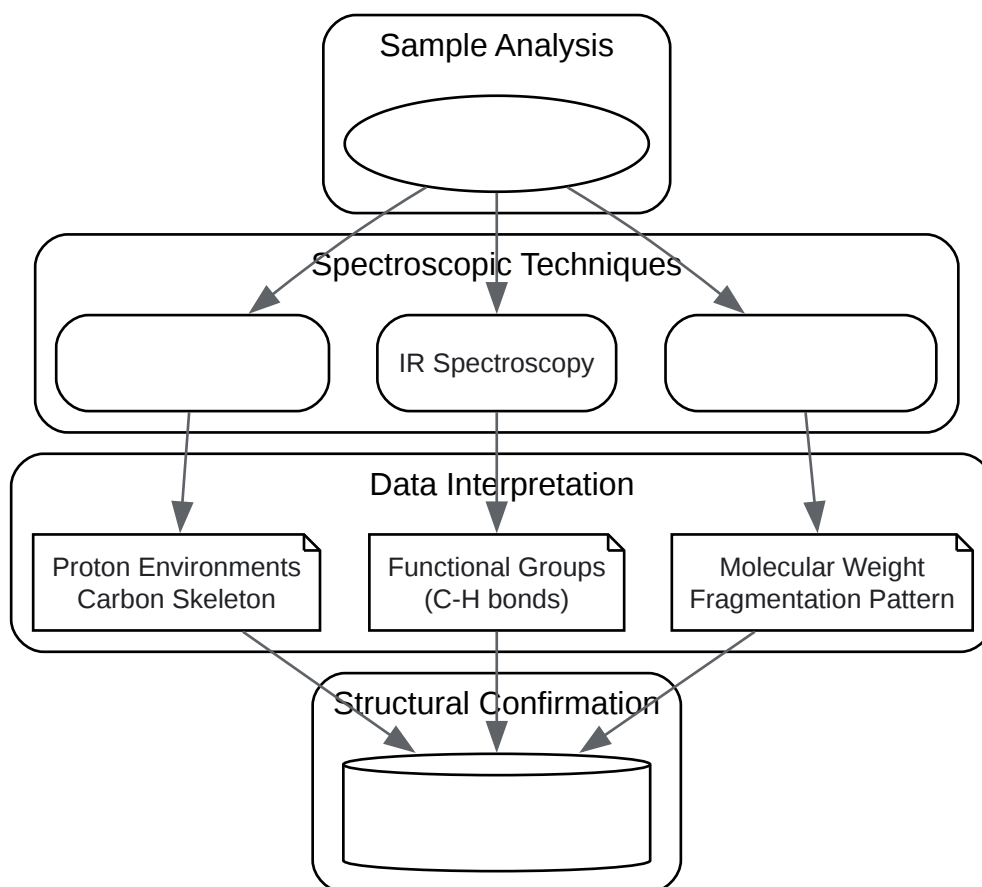 Sample Analysis
Spectroscopic Techniques
IR Spectroscopy
Data Interpretation
Proton Environments
Carbon Skeleton
Functional Groups
(C-H bonds)
Molecular Weight
Fragmentation Pattern
Structural Confirmation